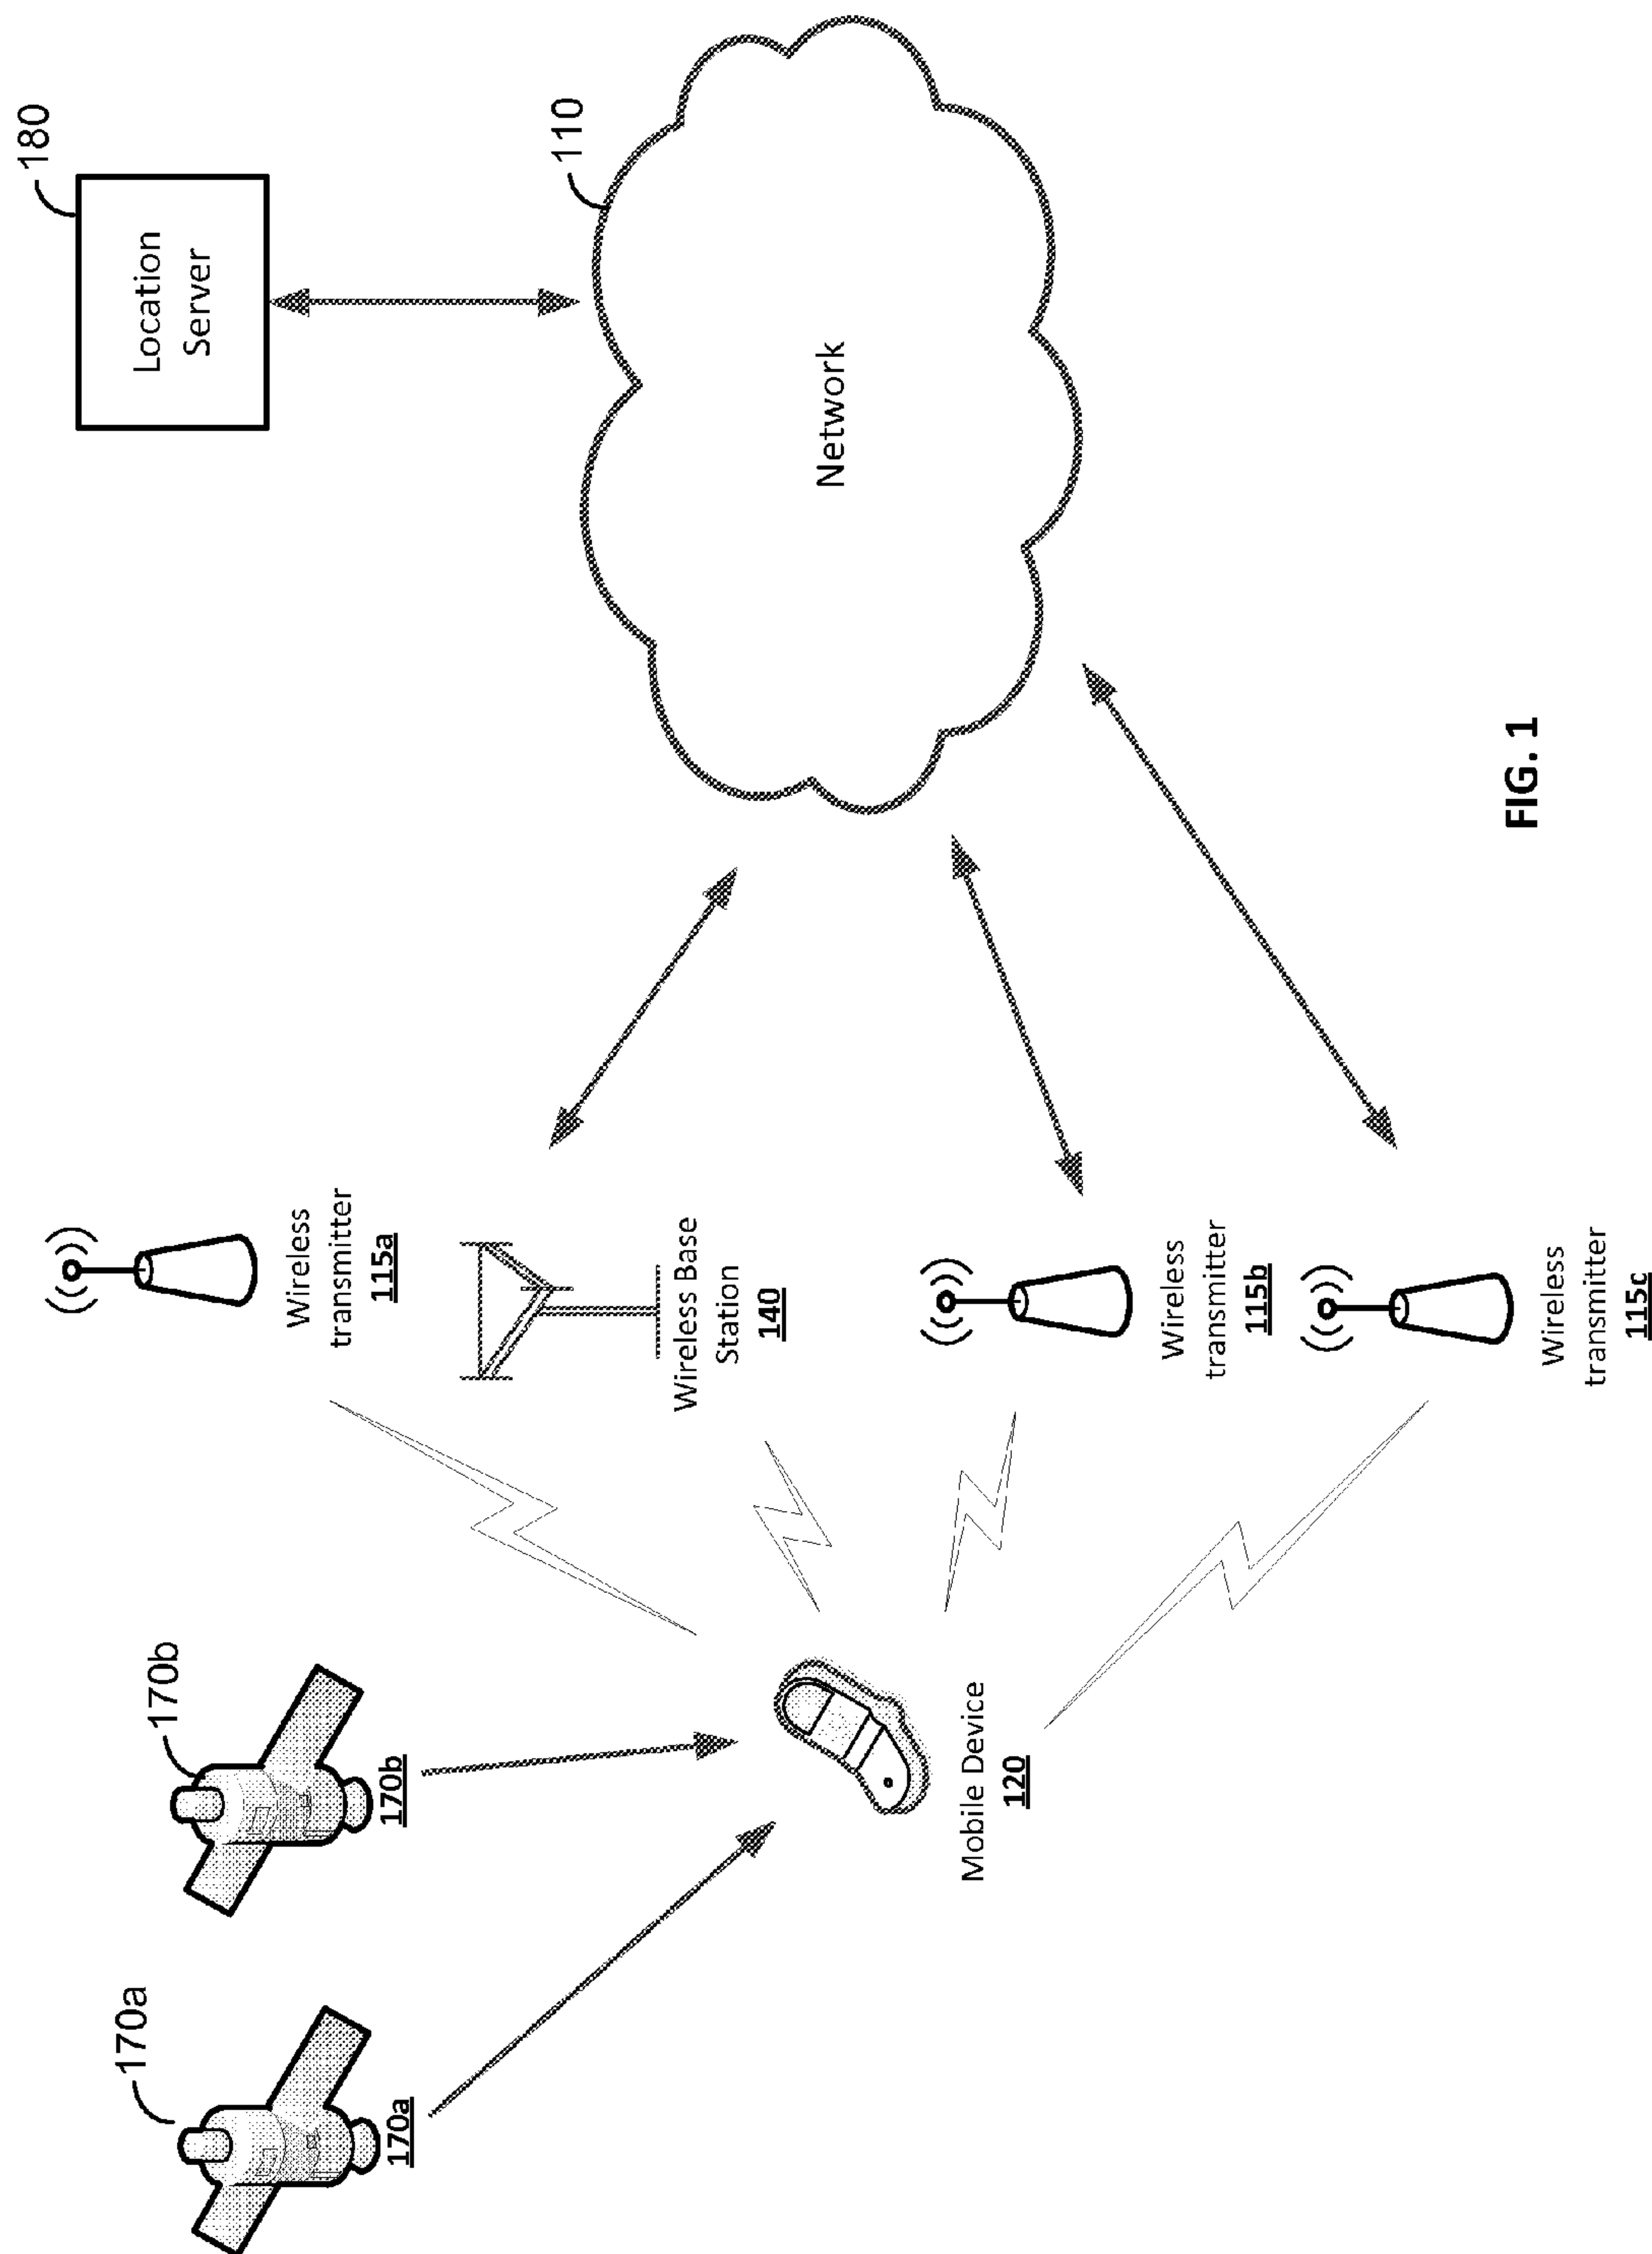 180
Location
Server
110
Network
Wireless
transmitter
115a
Wireless Base
Station
140
Wireless
transmitter
115b
Wireless
transmitter
115c
170b
170b
170a
170a
Mobile Device
120
FIG. 1